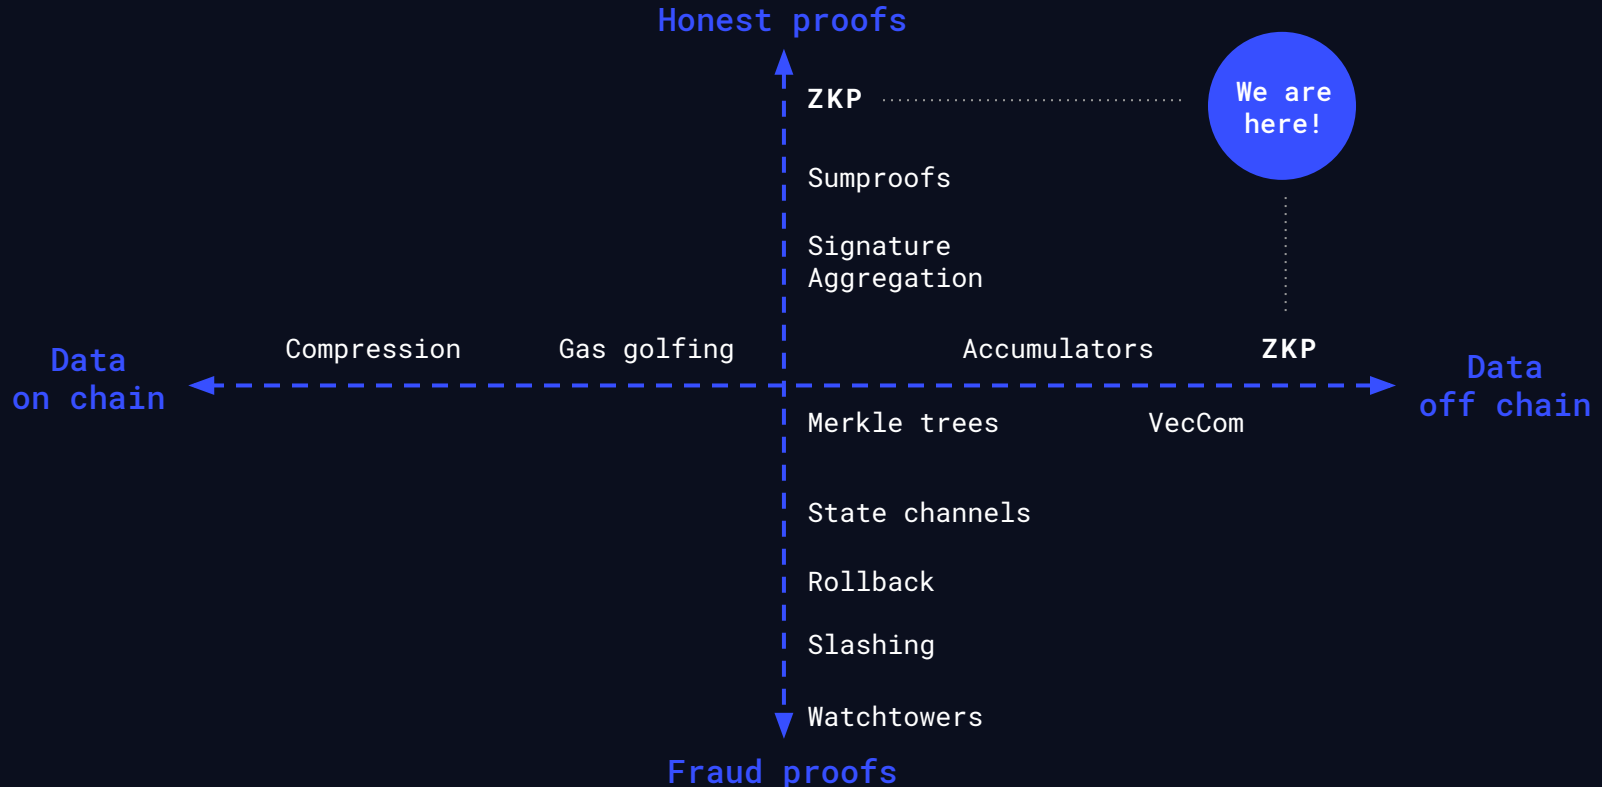 Honest proofs
ZKP
We are
here!
Sumproofs
Signature
Aggregation
Data
on chain
Compression
Gas golfing
Accumulators
ZKP
Data
off chain
Merkle trees
VecCom
State channels
Rollback
Slashing
Watchtowers
Fraud proofs